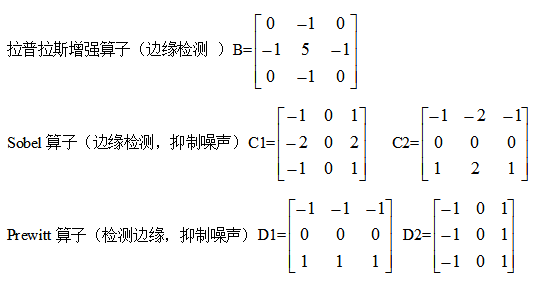 0 -1 0
拉普拉斯增强算子（边缘检测 ）B= -1 5 -1
0 -1 0
-1 0 1 -1 -2 -1
Sobel 算子（边缘检测，抑制噪声）C1= -2 0 2 C2= 0 0 0
-1 0 1 1 2 1
-1 -1 -1 -1 0 1
Prewitt 算子（检测边缘，抑制噪声）D1= 0 0 0 D2= -1 0 1
1 1 1 -1 0 1